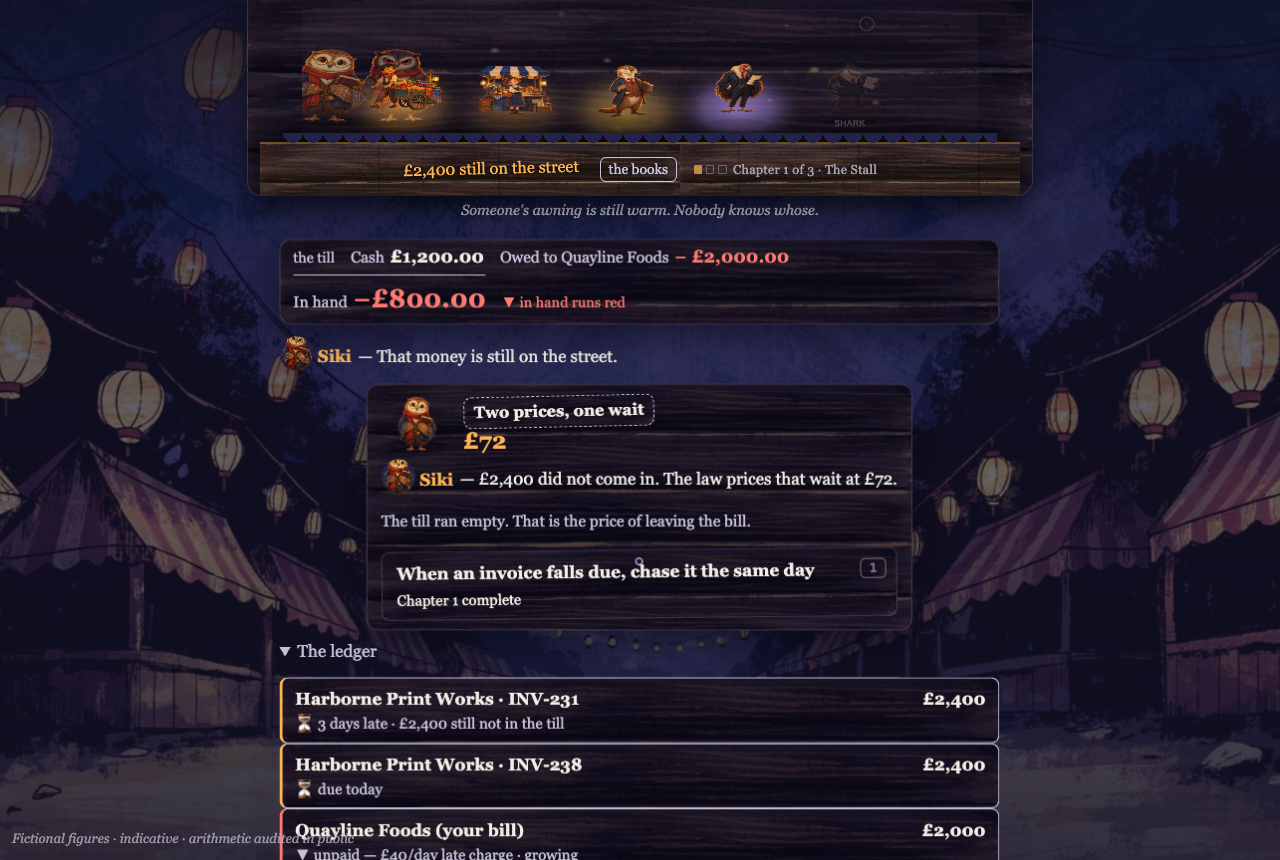 SHARK
£2,400 still on the street the books Chapter 1 of 3 · The Stall
Someone's awning is still warm. Nobody knows whose.
the till Cash £1,200.00 Owed to Quayline Foods − £2,000.00
In hand −£800.00 ▼ in hand runs red
Siki — That money is still on the street.
Two prices, one wait
£72
Siki — £2,400 did not come in. The law prices that wait at £72.
The till ran empty. That is the price of leaving the bill.
When an invoice falls due, chase it the same day 1
Chapter 1 complete
▼ The ledger
Harborne Print Works · INV-231 £2,400
⏳ 3 days late · £2,400 still not in the till
Harborne Print Works · INV-238 £2,400
⏳ due today
Quayline Foods (your bill) £2,000
Fictional figures · indicative · arithmetic audited in public
▼ unpaid — £40/day late charge · growing